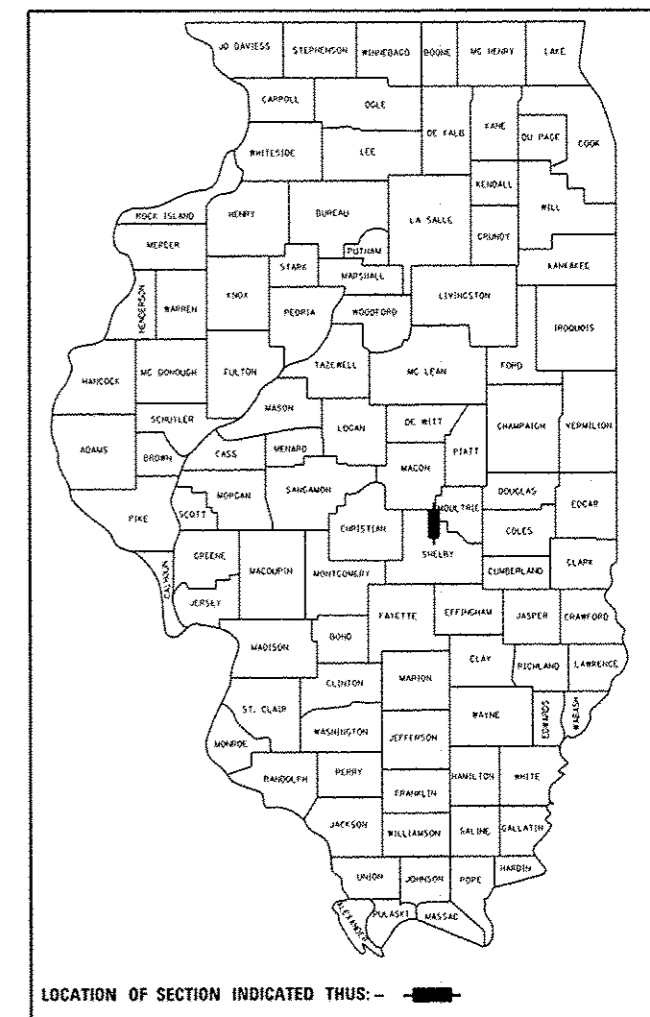 JO DAVIESS STEPHENSON WINNEBAGO BOONE MC HENRY LAKE
CARROLL OGLE DE KALB KANE DU PAGE COOK
WHITESIDE LEE
KENDALL WILL
ROCK ISLAND HENRY BUREAU LA SALLE GRUNDY
MERCER PUTNAM
STARK MARSHALL KANKAKEE
HENDERSON WARREN KNOX PEORIA WOODFORD LIVINGSTON IROQUOIS
HANCOCK MC DONOUGH FULTON TAZEWELL MC LEAN FORD
MASON
SCHUYLER LOGAN DE WITT CHAMPAIGN VERMILION
ADAMS BROWN CASS MENARD MACON PIATT
PIKE SCOTT MORGAN SANGAMON CHRISTIAN MOULTRIE DOUGLAS EDGAR
COLES
CALHOUN GREENE MACOUPIN MONTGOMERY SHELBY CUMBERLAND CLARK
JERSEY
FAYETTE EFFINGHAM JASPER CRAWFORD
MADISON BOND
CLAY RICHLAND LAWRENCE
CLINTON MARION
ST. CLAIR WAYNE EDWARDS WABASH
MONROE WASHINGTON JEFFERSON
RANDOLPH PERRY HAMILTON WHITE
FRANKLIN
JACKSON WILLIAMSON SALINE GALLATIN
UNION JOHNSON POPE HARDIN
ALEXANDER PULASKI MASSAC
LOCATION OF SECTION INDICATED THUS: -